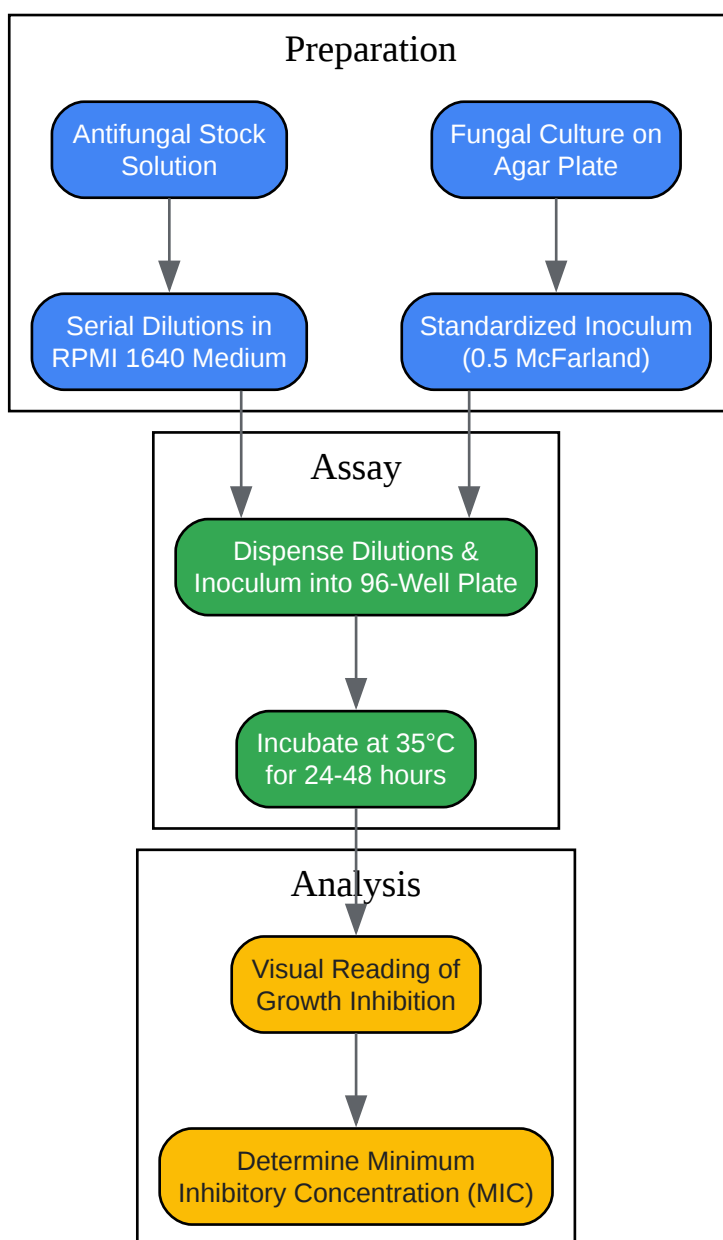 Preparation
Antifungal Stock
Solution
Fungal Culture on
Agar Plate
Serial Dilutions in
RPMI 1640 Medium
Standardized Inoculum
(0.5 McFarland)
Assay
Dispense Dilutions &
Inoculum into 96-Well Plate
Incubate at 35°C
for 24-48 hours
Analysis
Visual Reading of
Growth Inhibition
Determine Minimum
Inhibitory Concentration (MIC)